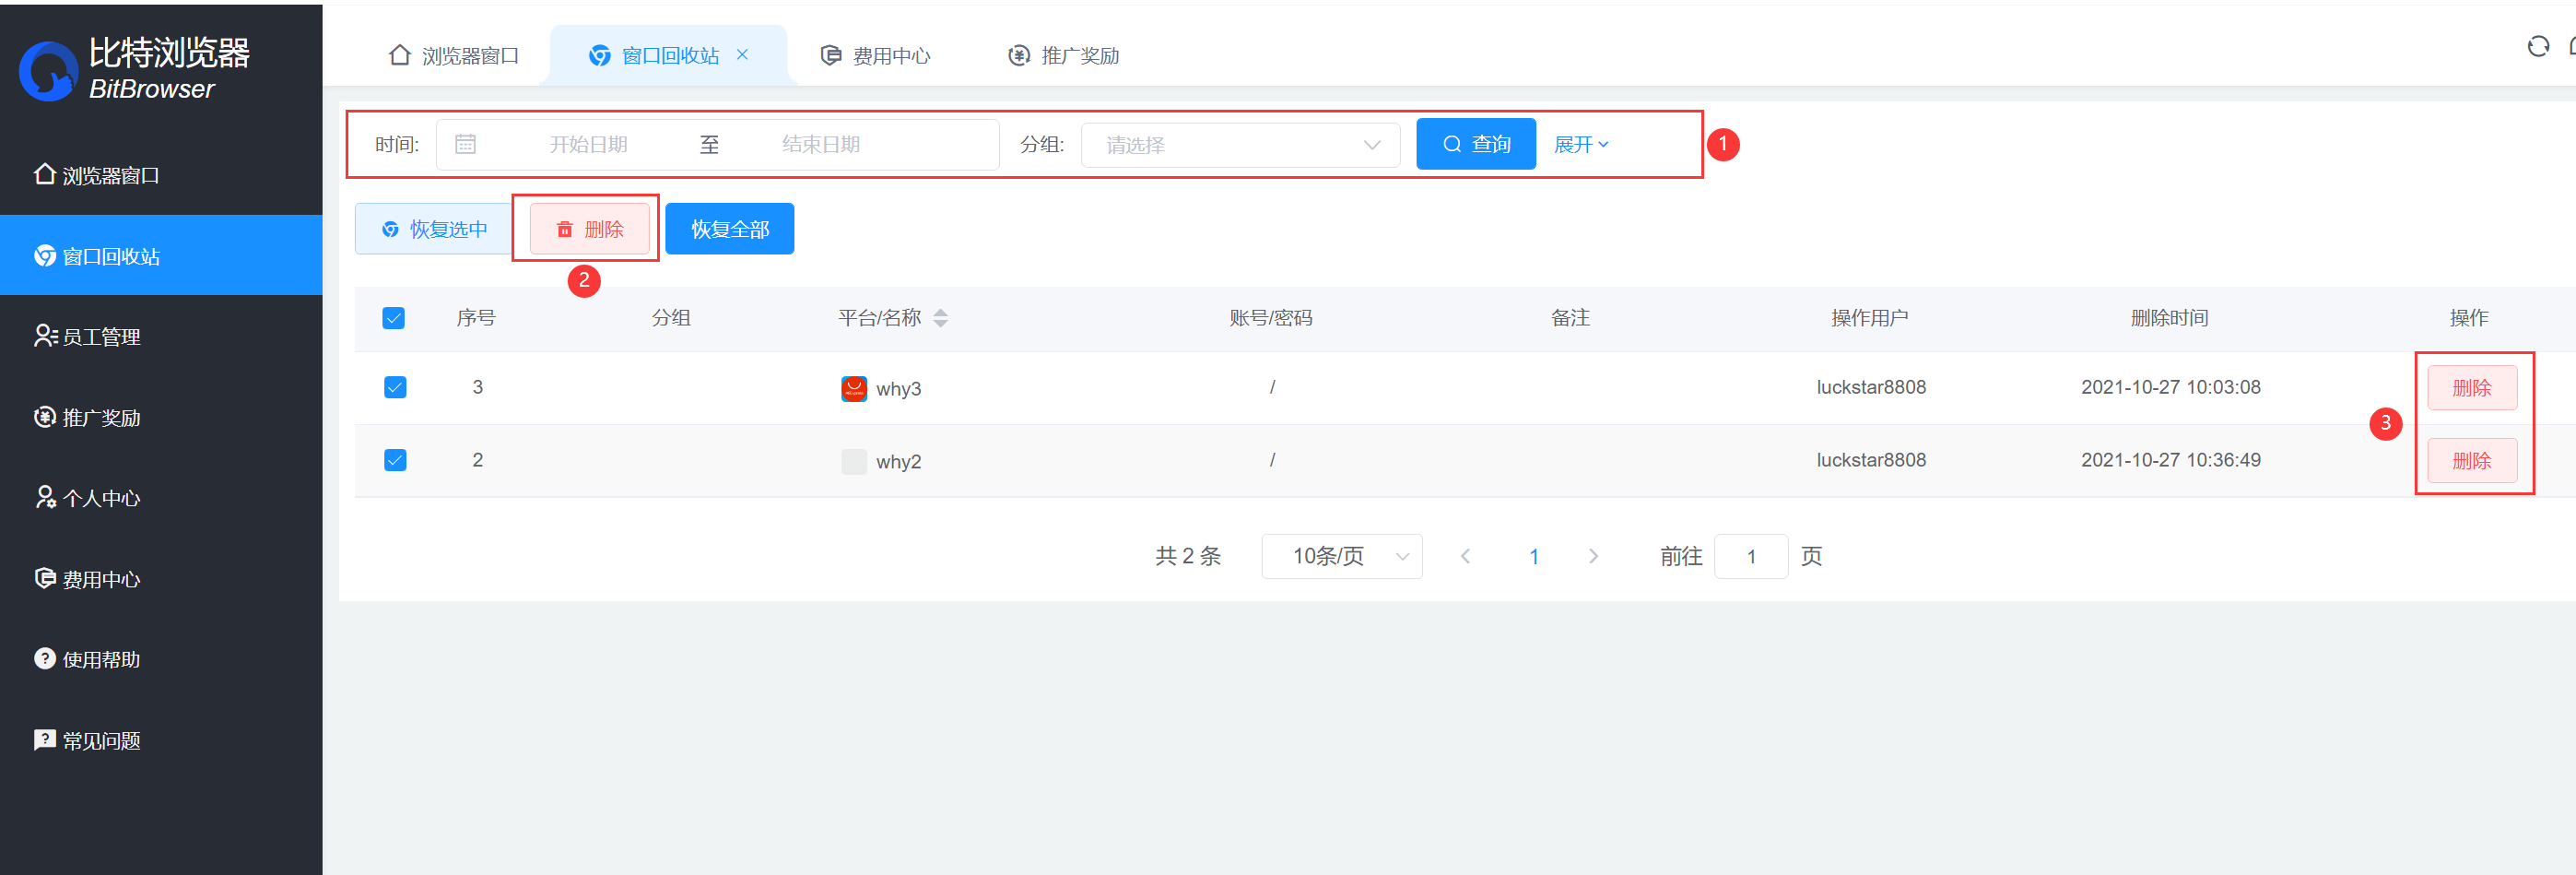 比特浏览器
BitBrowser
浏览器窗口
窗口回收站
员工管理
推广奖励
个人中心
费用中心
使用帮助
常见问题
浏览器窗口 窗口回收站 费用中心 推广奖励
时间: 开始日期 至 结束日期 分组: 请选择 查询 展开 1
恢复选中 删除 恢复全部
2
序号 分组 平台/名称 账号/密码 备注 操作用户 删除时间 操作
3 why3 / luckstar8808 2021-10-27 10:03:08 删除
3
2 why2 / luckstar8808 2021-10-27 10:36:49 删除
共 2 条 10条/页 1 前往 1 页